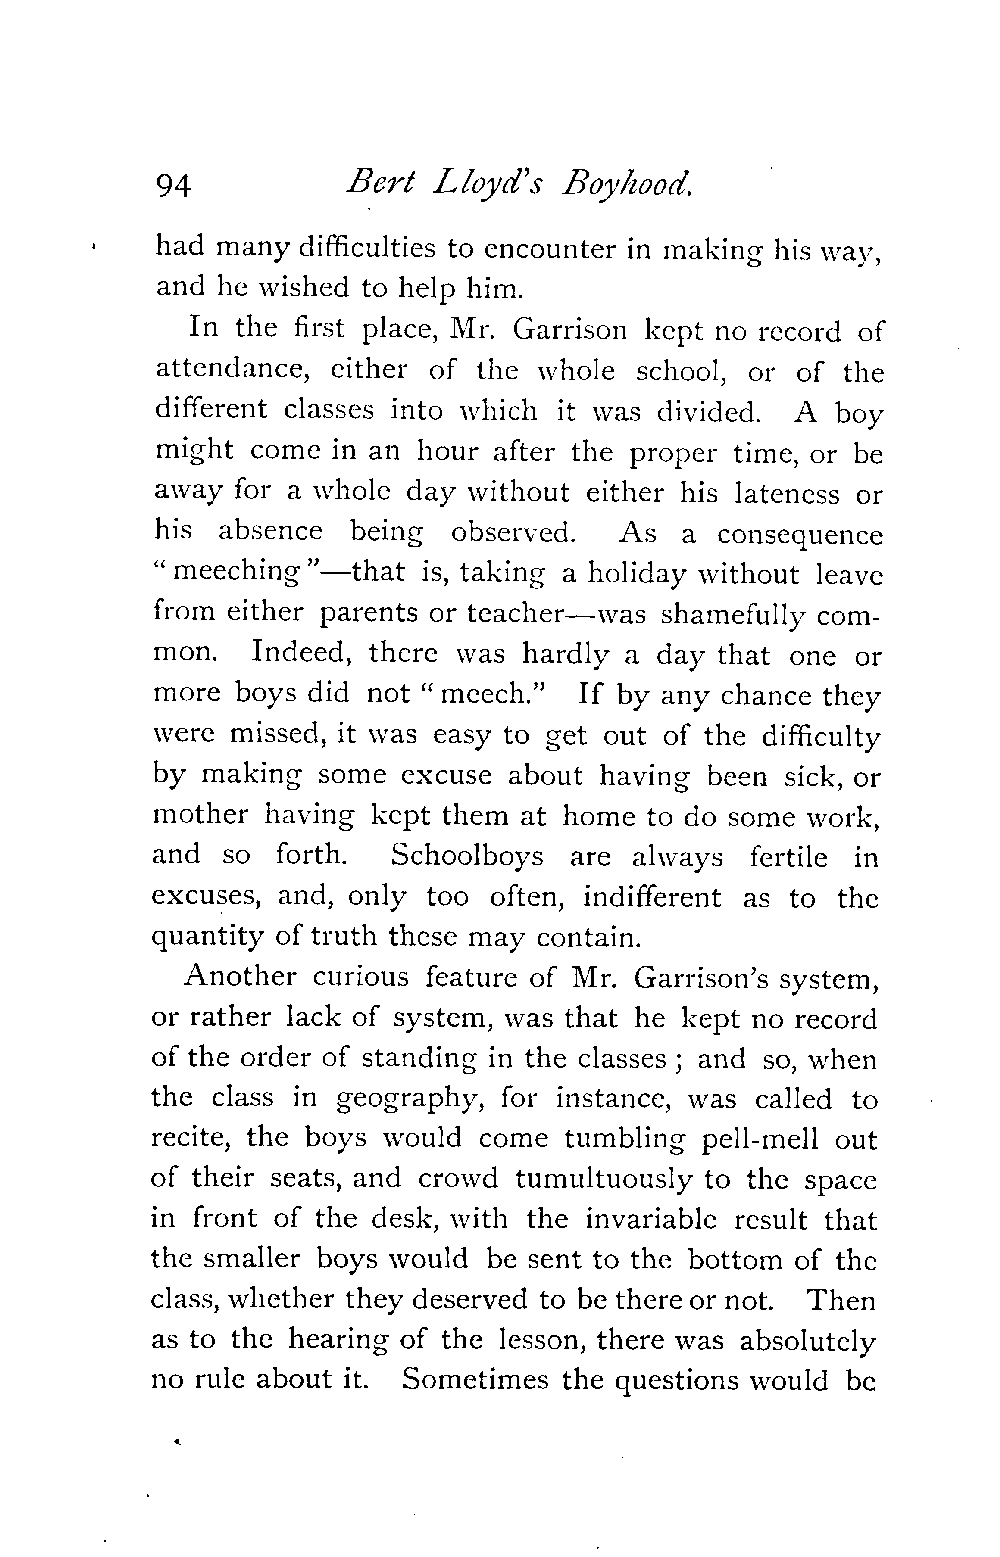 94 Bert Lloyd's Boyhood.
had many difficulties to encounter in making his way,
and he wished to help him.
In the first place, Mr. Garrison kept no record of
attendance, either of the whole school, or of the
different classes into which it was divided. A boy
might come in an hour after the proper time, or be
away for a whole day without either his lateness or
his absence being observed. As a consequence
“ meeching ”—that is, taking a holiday without leave
from either parents or teacher—was shamefully com-
mon. Indeed, there was hardly a day that one or
more boys did not “ meech.” If by any chance they
were missed, it was easy to get out of the difficulty
by making some excuse about having been sick, or
mother having kept them at home to do some work,
and so forth. Schoolboys are always fertile in
excuses, and, only too often, indifferent as to the
quantity of truth these may contain.
Another curious feature of Mr. Garrison's system,
or rather lack of system, was that he kept no record
of the order of standing in the classes ; and so, when
the class in geography, for instance, was called to
recite, the boys would come tumbling pell-mell out
of their seats, and crowd tumultuously to the space
in front of the desk, with the invariable result that
the smaller boys would be sent to the bottom of the
class, whether they deserved to be there or not. Then
as to the hearing of the lesson, there was absolutely
no rule about it. Sometimes the questions would be